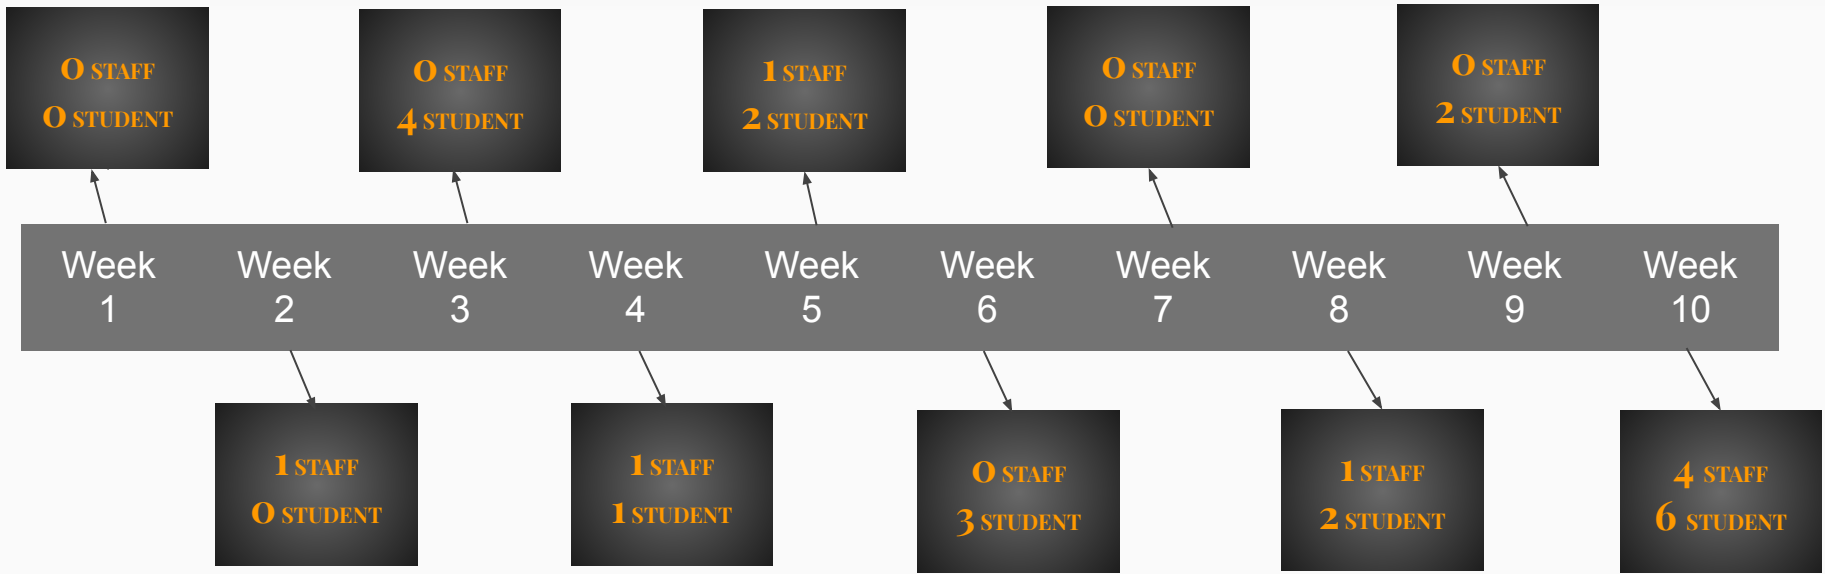 0 STAFF
0 STUDENT
0 STAFF
4 STUDENT
1 STAFF
2 STUDENT
0 STAFF
0 STUDENT
0 STAFF
2 STUDENT
Week
1
Week
2
Week
3
Week
4
Week
5
Week
6
Week
7
Week
8
Week
9
Week
10
1 STAFF
0 STUDENT
1 STAFF
1 STUDENT
0 STAFF
3 STUDENT
1 STAFF
2 STUDENT
4 STAFF
6 STUDENT